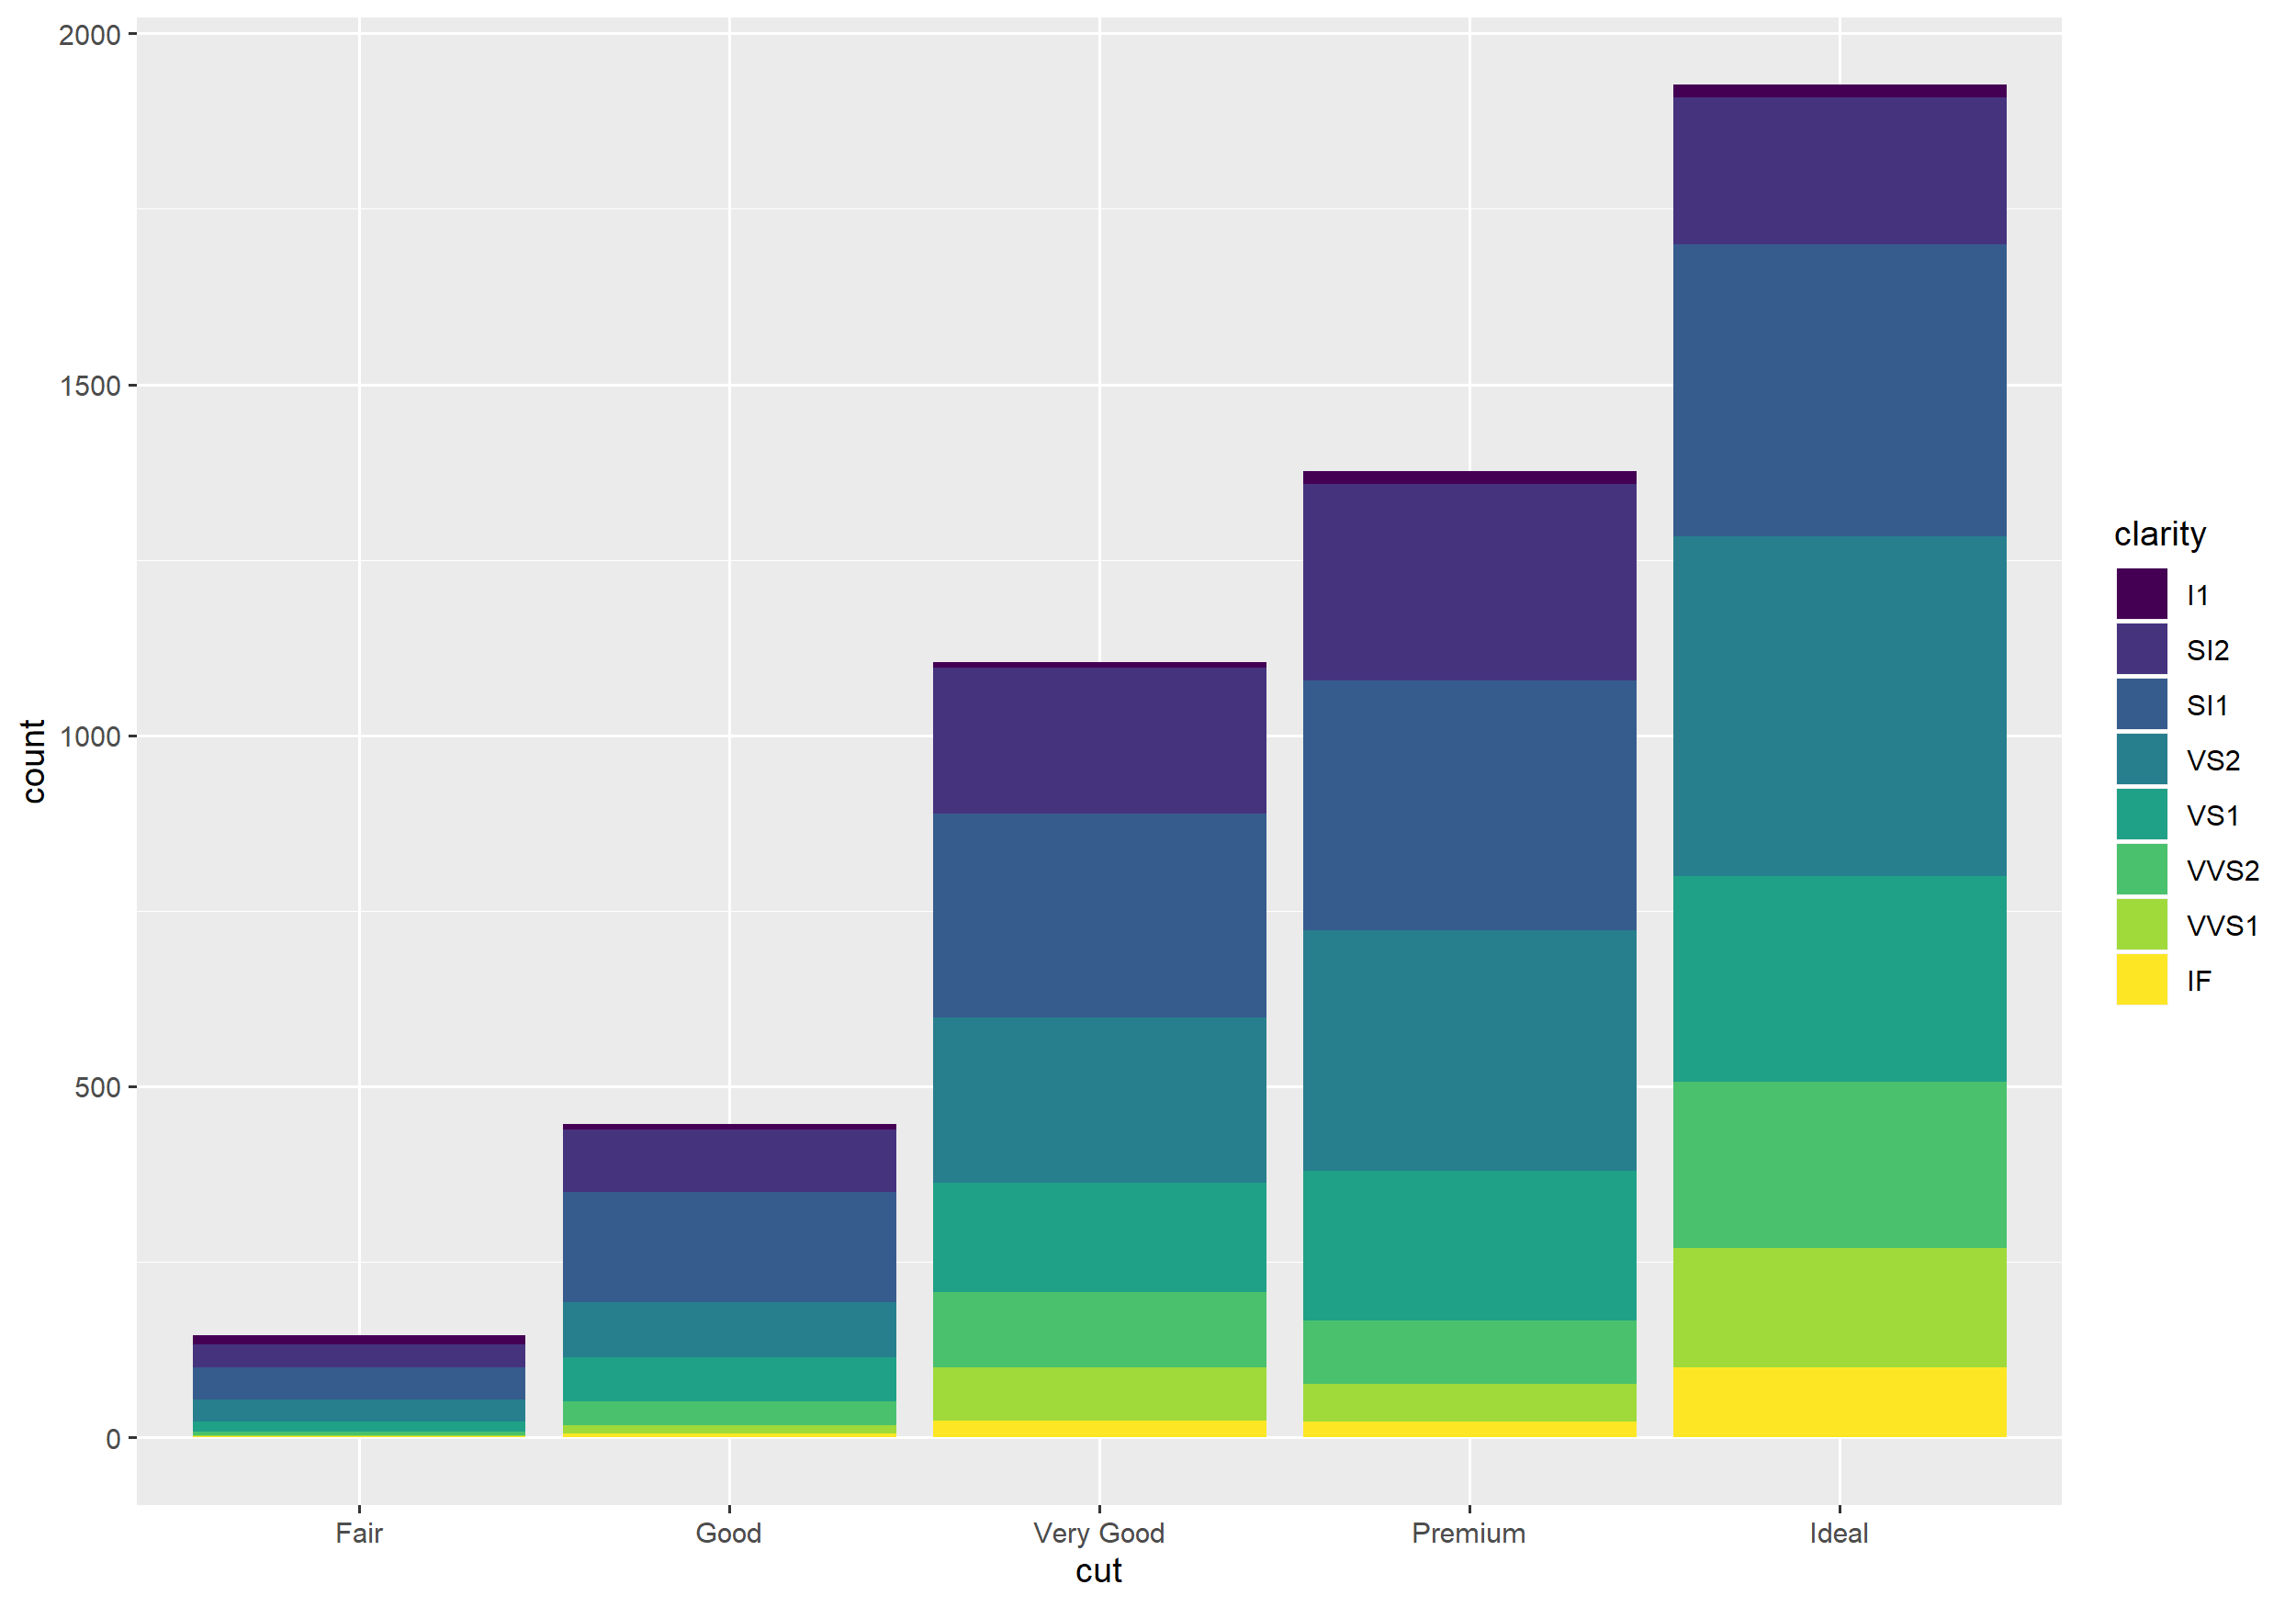 2000
1500
1000
500
0
count
Fair
Good
Very Good
Premium
Ideal
cut
clarity
I1
SI2
SI1
VS2
VS1
VVS2
VVS1
IF